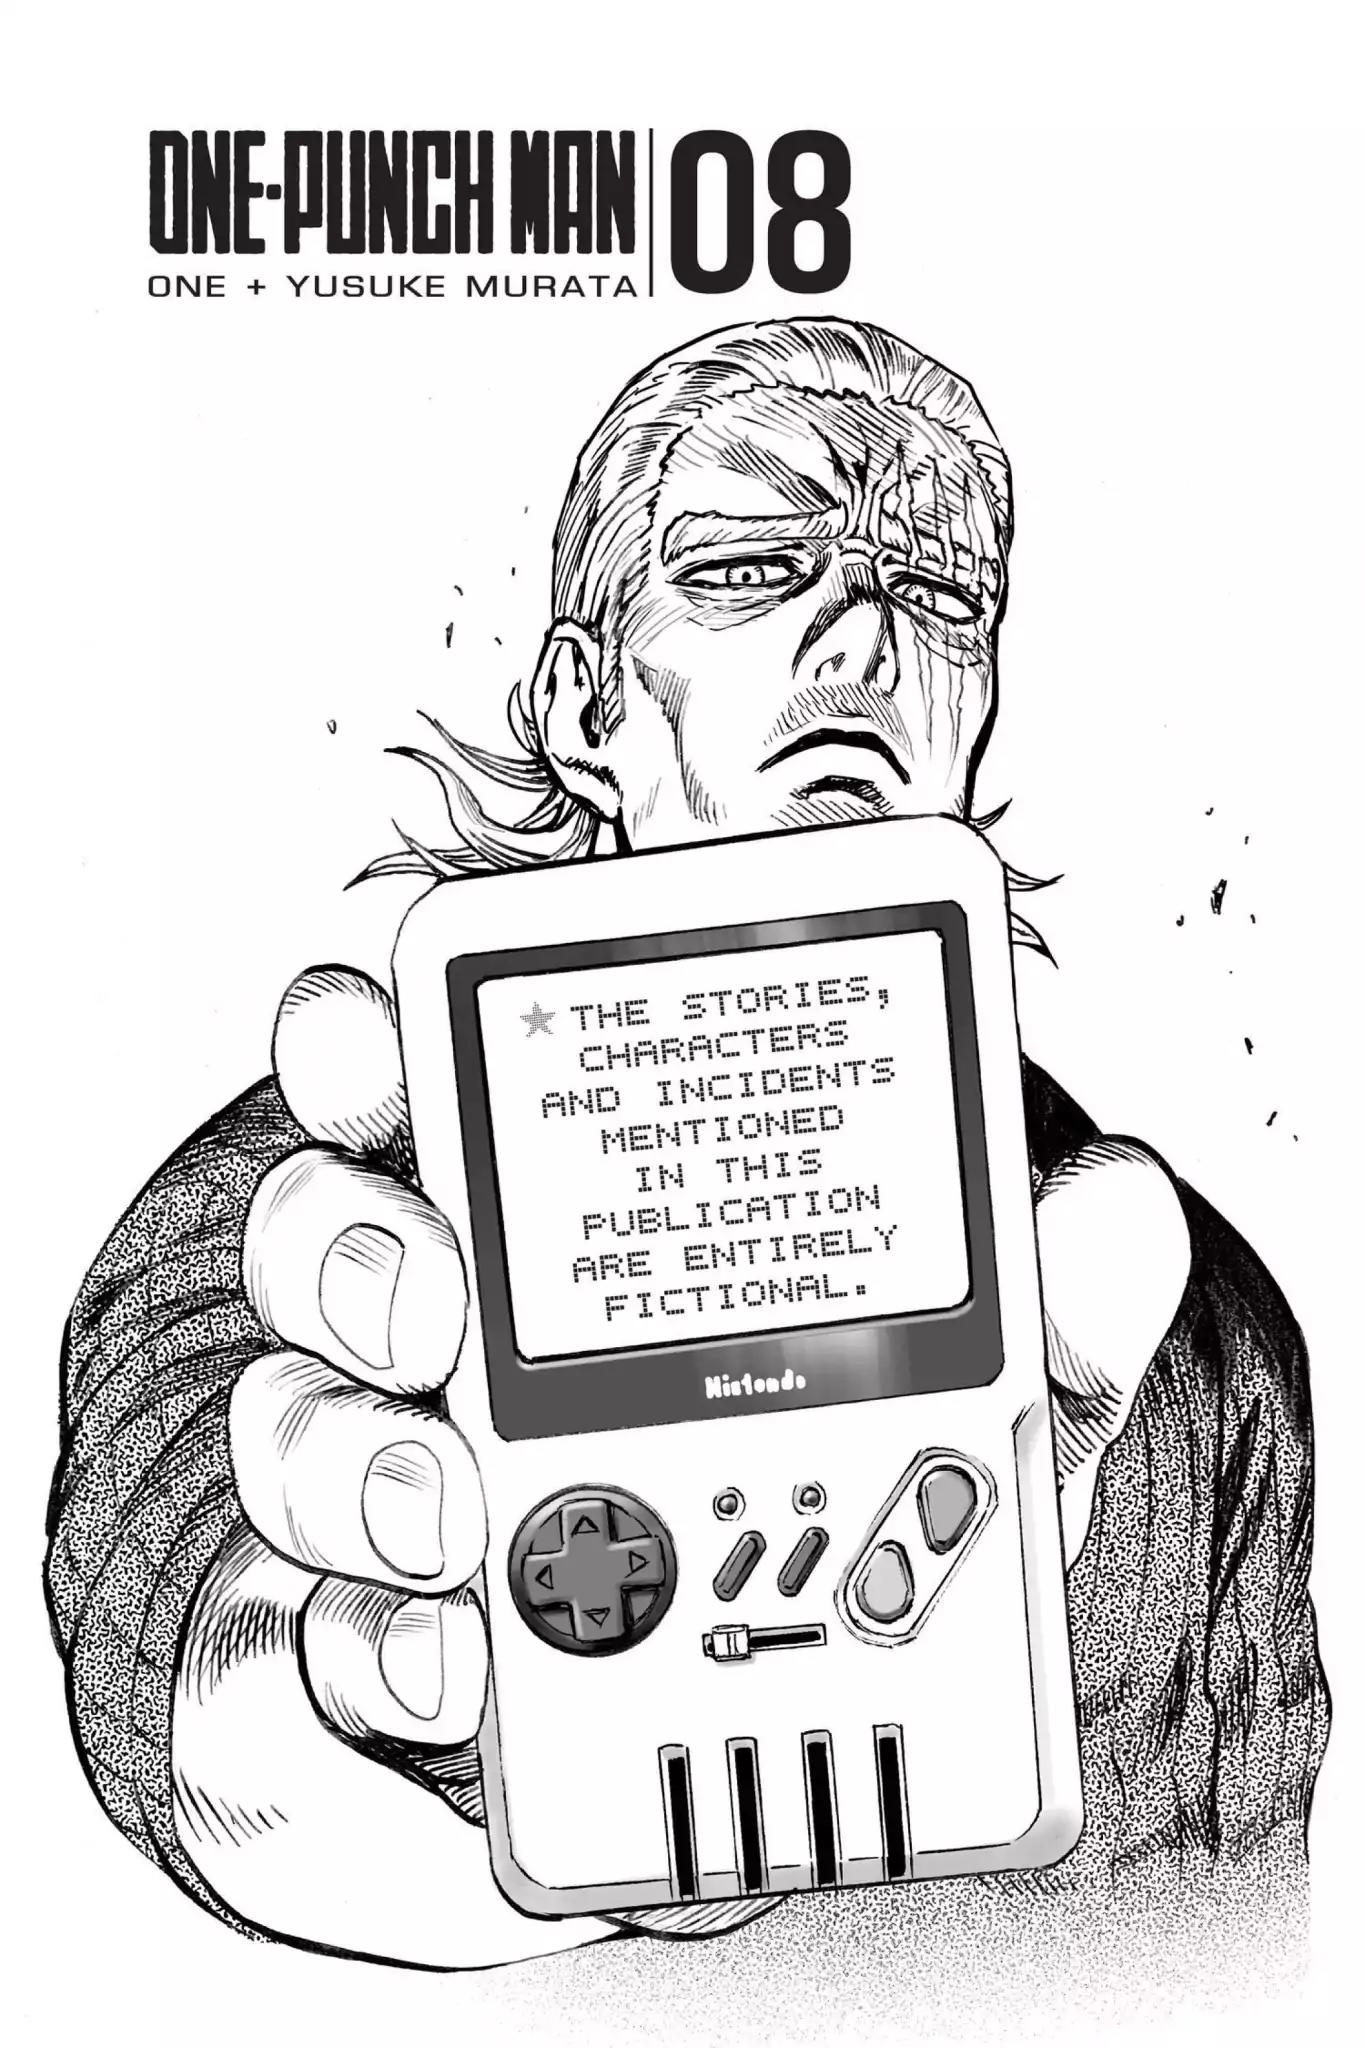 ONE-PUNCH MAN
ONE + YUSUKE MURATA
08
★ THE STORIES,
CHARACTERS
AND INCIDENTS
MENTIONED
IN THIS
PUBLICATION
ARE ENTIRELY
FICTIONAL.
Nintondo